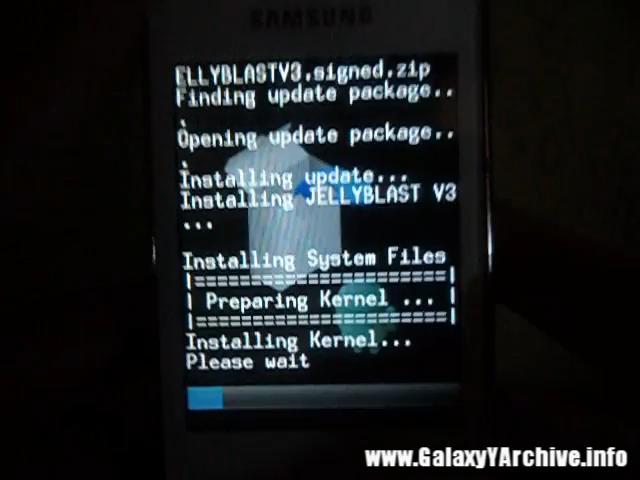 SAMSUNG
ELLYBLASTV3.signed.zip
Finding update package..
.
Opening update package..
.
Installing update...
Installing JELLYBLAST V3
...
Installing System Files
|======================|
| Preparing Kernel ... |
|======================|
Installing Kernel...
Please wait
www.GalaxyYArchive.info